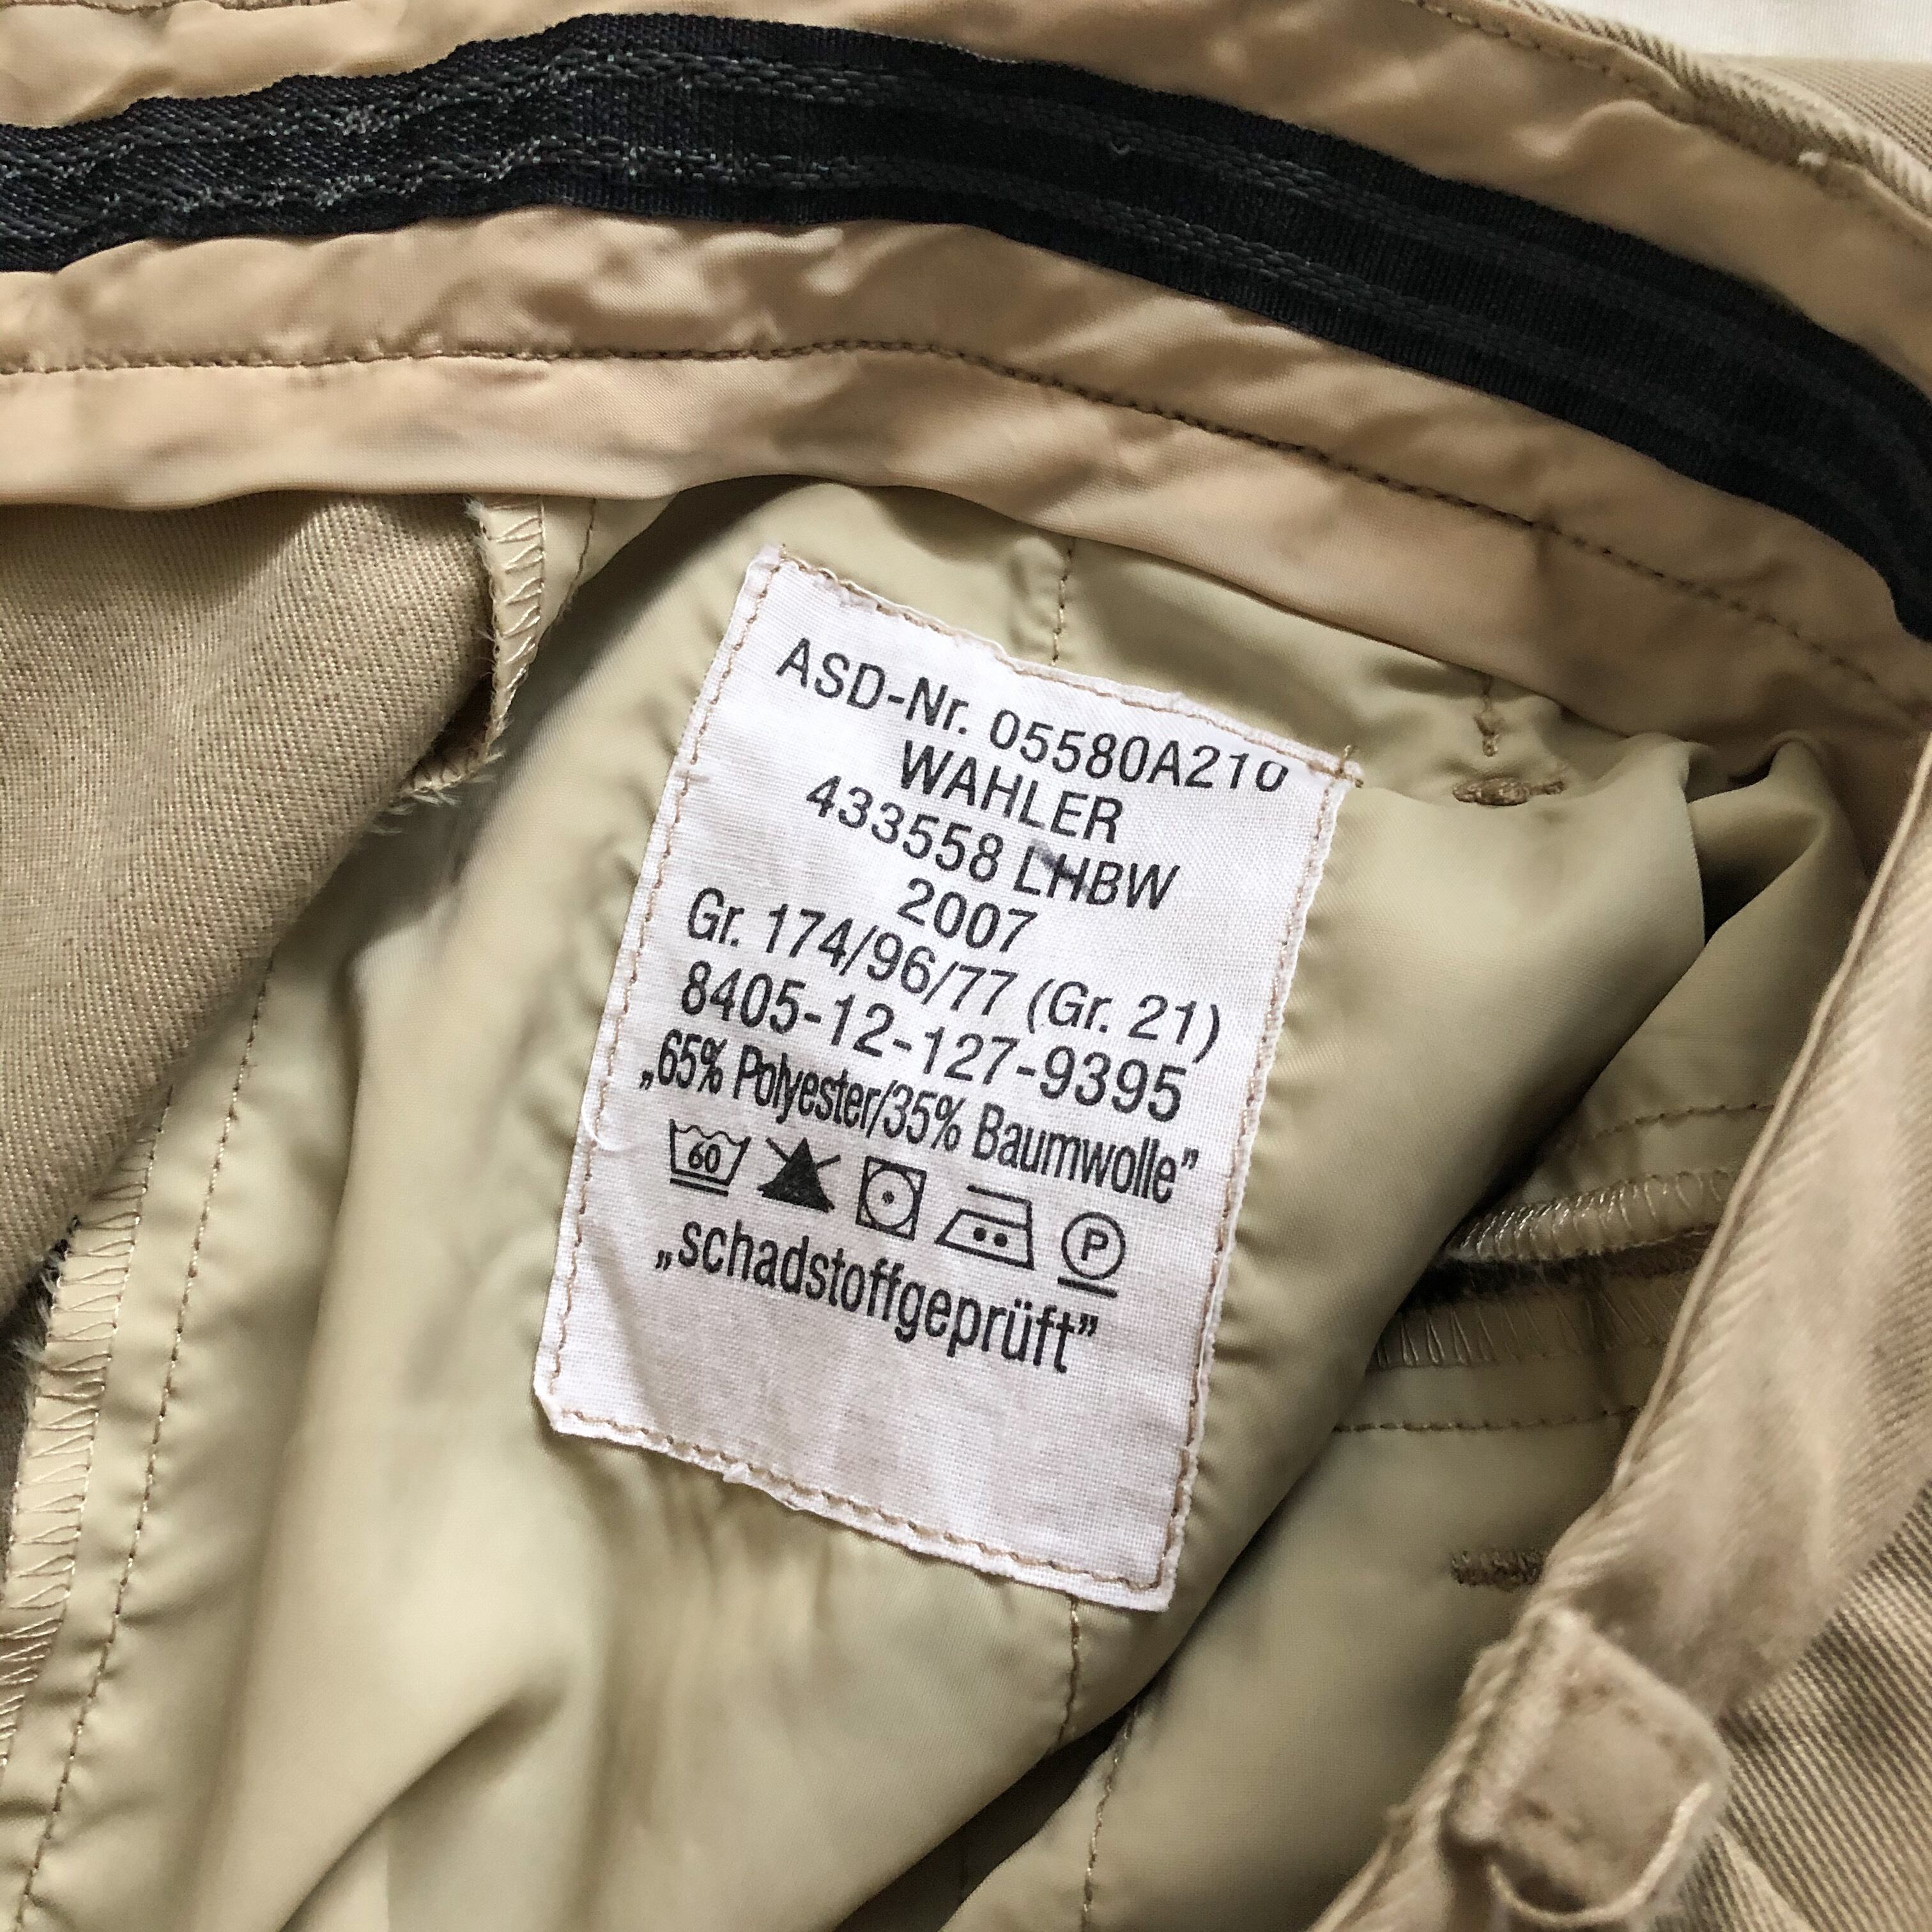 ASD-Nr. 05580A210
WAHLER
433558 LHBW
2007
Gr. 174/96/77 (Gr. 21)
8405-12-127-9395
„65% Polyester/35% Baumwolle”
60 P
„schadstoffgeprüft”